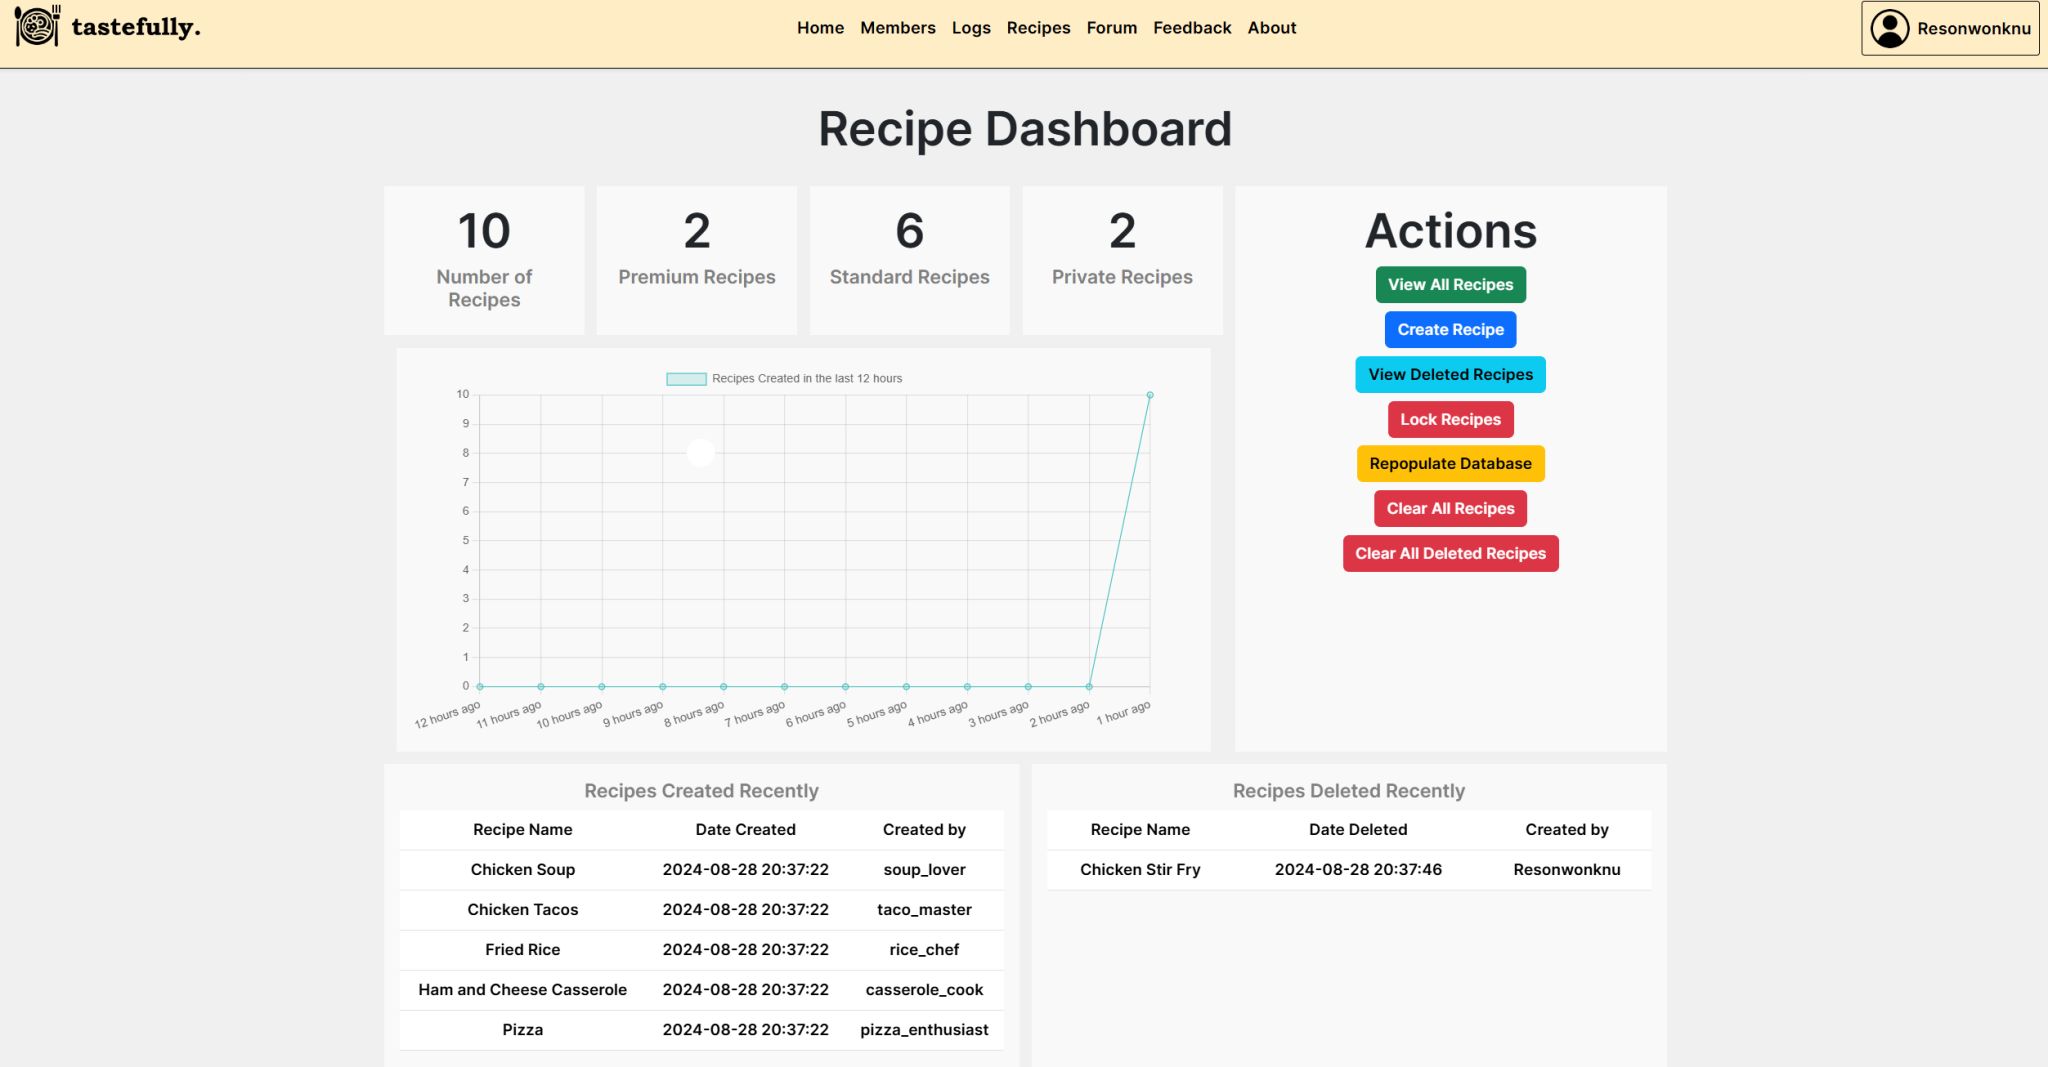 tastefully.
Home Members Logs Recipes Forum Feedback About
Resonwonknu
Recipe Dashboard
10
Number of
Recipes
2
Premium Recipes
6
Standard Recipes
2
Private Recipes
Actions
View All Recipes
Create Recipe
View Deleted Recipes
Lock Recipes
Repopulate Database
Clear All Recipes
Clear All Deleted Recipes
Recipes Created in the last 12 hours
10
9
8
7
6
5
4
3
2
1
0
12 hours ago 11 hours ago 10 hours ago 9 hours ago 8 hours ago 7 hours ago 6 hours ago 5 hours ago 4 hours ago 3 hours ago 2 hours ago 1 hour ago
Recipes Created Recently
Recipe Name Date Created Created by
Chicken Soup 2024-08-28 20:37:22 soup_lover
Chicken Tacos 2024-08-28 20:37:22 taco_master
Fried Rice 2024-08-28 20:37:22 rice_chef
Ham and Cheese Casserole 2024-08-28 20:37:22 casserole_cook
Pizza 2024-08-28 20:37:22 pizza_enthusiast
Recipes Deleted Recently
Recipe Name Date Deleted Created by
Chicken Stir Fry 2024-08-28 20:37:46 Resonwonknu